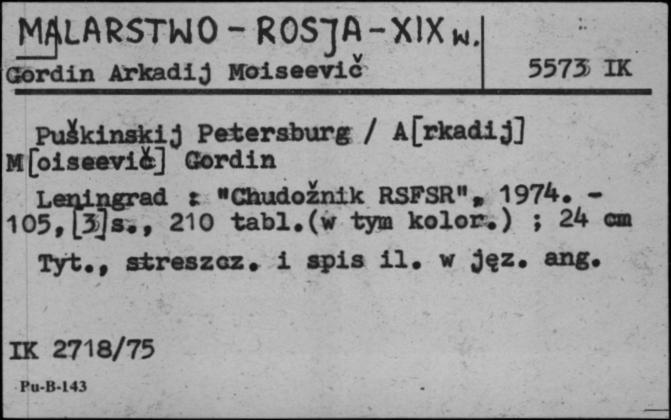 MALARSTWO - ROSJA - XIX w.
Gordin Arkadij Moiseevič
5573 IK
Puškinskij Petersburg / A[rkadij]
M[oiseevič] Gordin
Leningrad : "Chudožnik RSFSR", 1974. -
105, [3]s., 210 tabl.(w tym kolor.) ; 24 cm
Tyt., streszcz. i spis il. w jęz. ang.
IK 2718/75
Pu-B-143